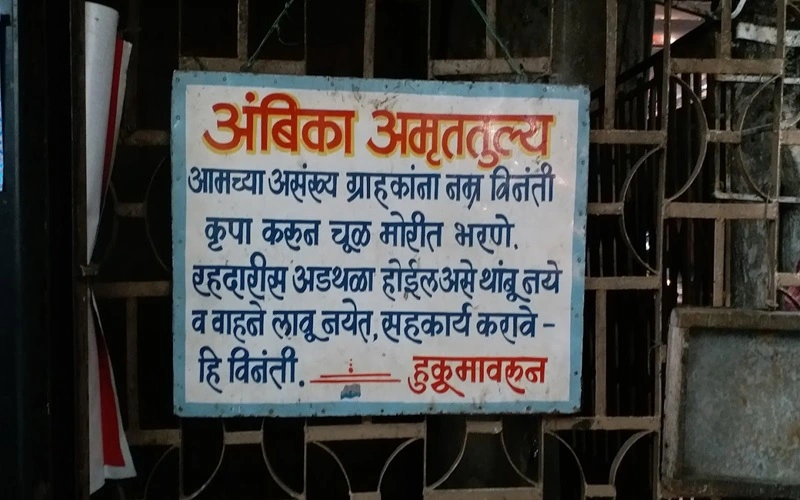 अंबिका अमृततुल्य
आमच्या असंख्य ग्राहकांना नम्र विनंती
कृपा करुन चूळ मोरीत भरणे.
रहदारीस अडथळा होईल असे थांबू नये
व वाहने लावू नयेत, सहकार्य करावे -
हि विनंती. हुकूमावरून